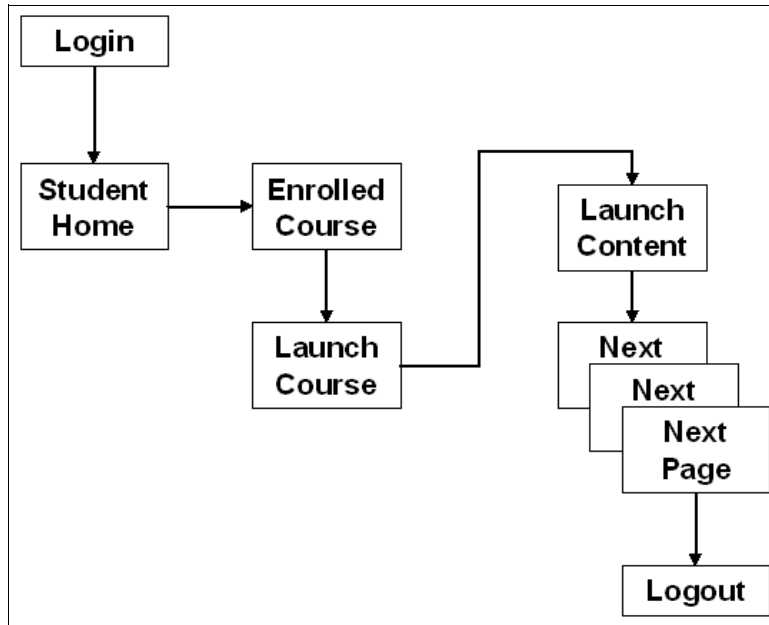 Login
Student
Home
Enrolled
Course
Launch
Course
Launch
Content
Next
Next
Next
Page
Logout